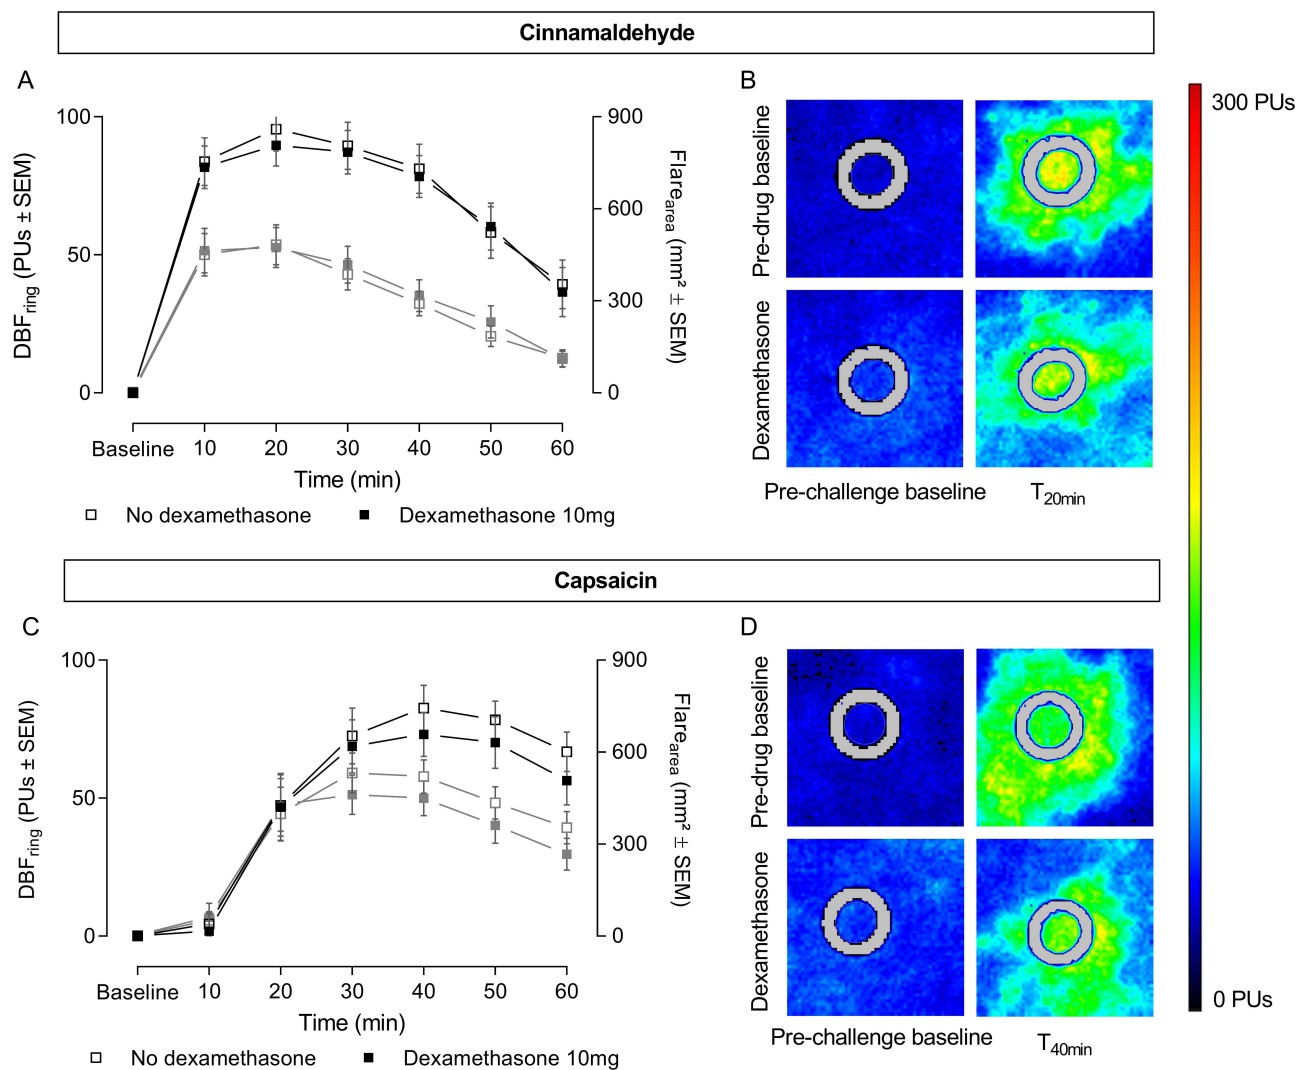 Cinnamaldehyde
A
B
100
50
0
DBFring (PUs ± SEM)
900
600
300
0
Flarearea (mm² ± SEM)
Baseline 10 20 30 40 50 60
Time (min)
No dexamethasone Dexamethasone 10mg
Pre-drug baseline
Dexamethasone
Pre-challenge baseline T20min
300 PUs
Capsaicin
C
D
100
50
0
DBFring (PUs ± SEM)
900
600
300
0
Flarearea (mm² ± SEM)
Baseline 10 20 30 40 50 60
Time (min)
No dexamethasone Dexamethasone 10mg
Pre-drug baseline
Dexamethasone
Pre-challenge baseline T40min
0 PUs